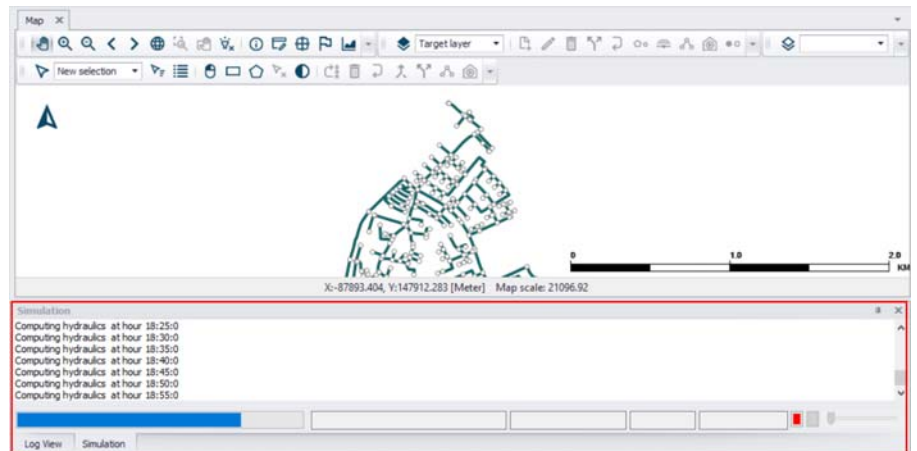 Map
Target layer
New selection
0 1.0 2.0
KM
X:-87893.404, Y:147912.283 [Meter] Map scale: 21096.92
Simulation
Computing hydraulics at hour 18:25:0
Computing hydraulics at hour 18:30:0
Computing hydraulics at hour 18:35:0
Computing hydraulics at hour 18:40:0
Computing hydraulics at hour 18:45:0
Computing hydraulics at hour 18:50:0
Computing hydraulics at hour 18:55:0
Log View Simulation